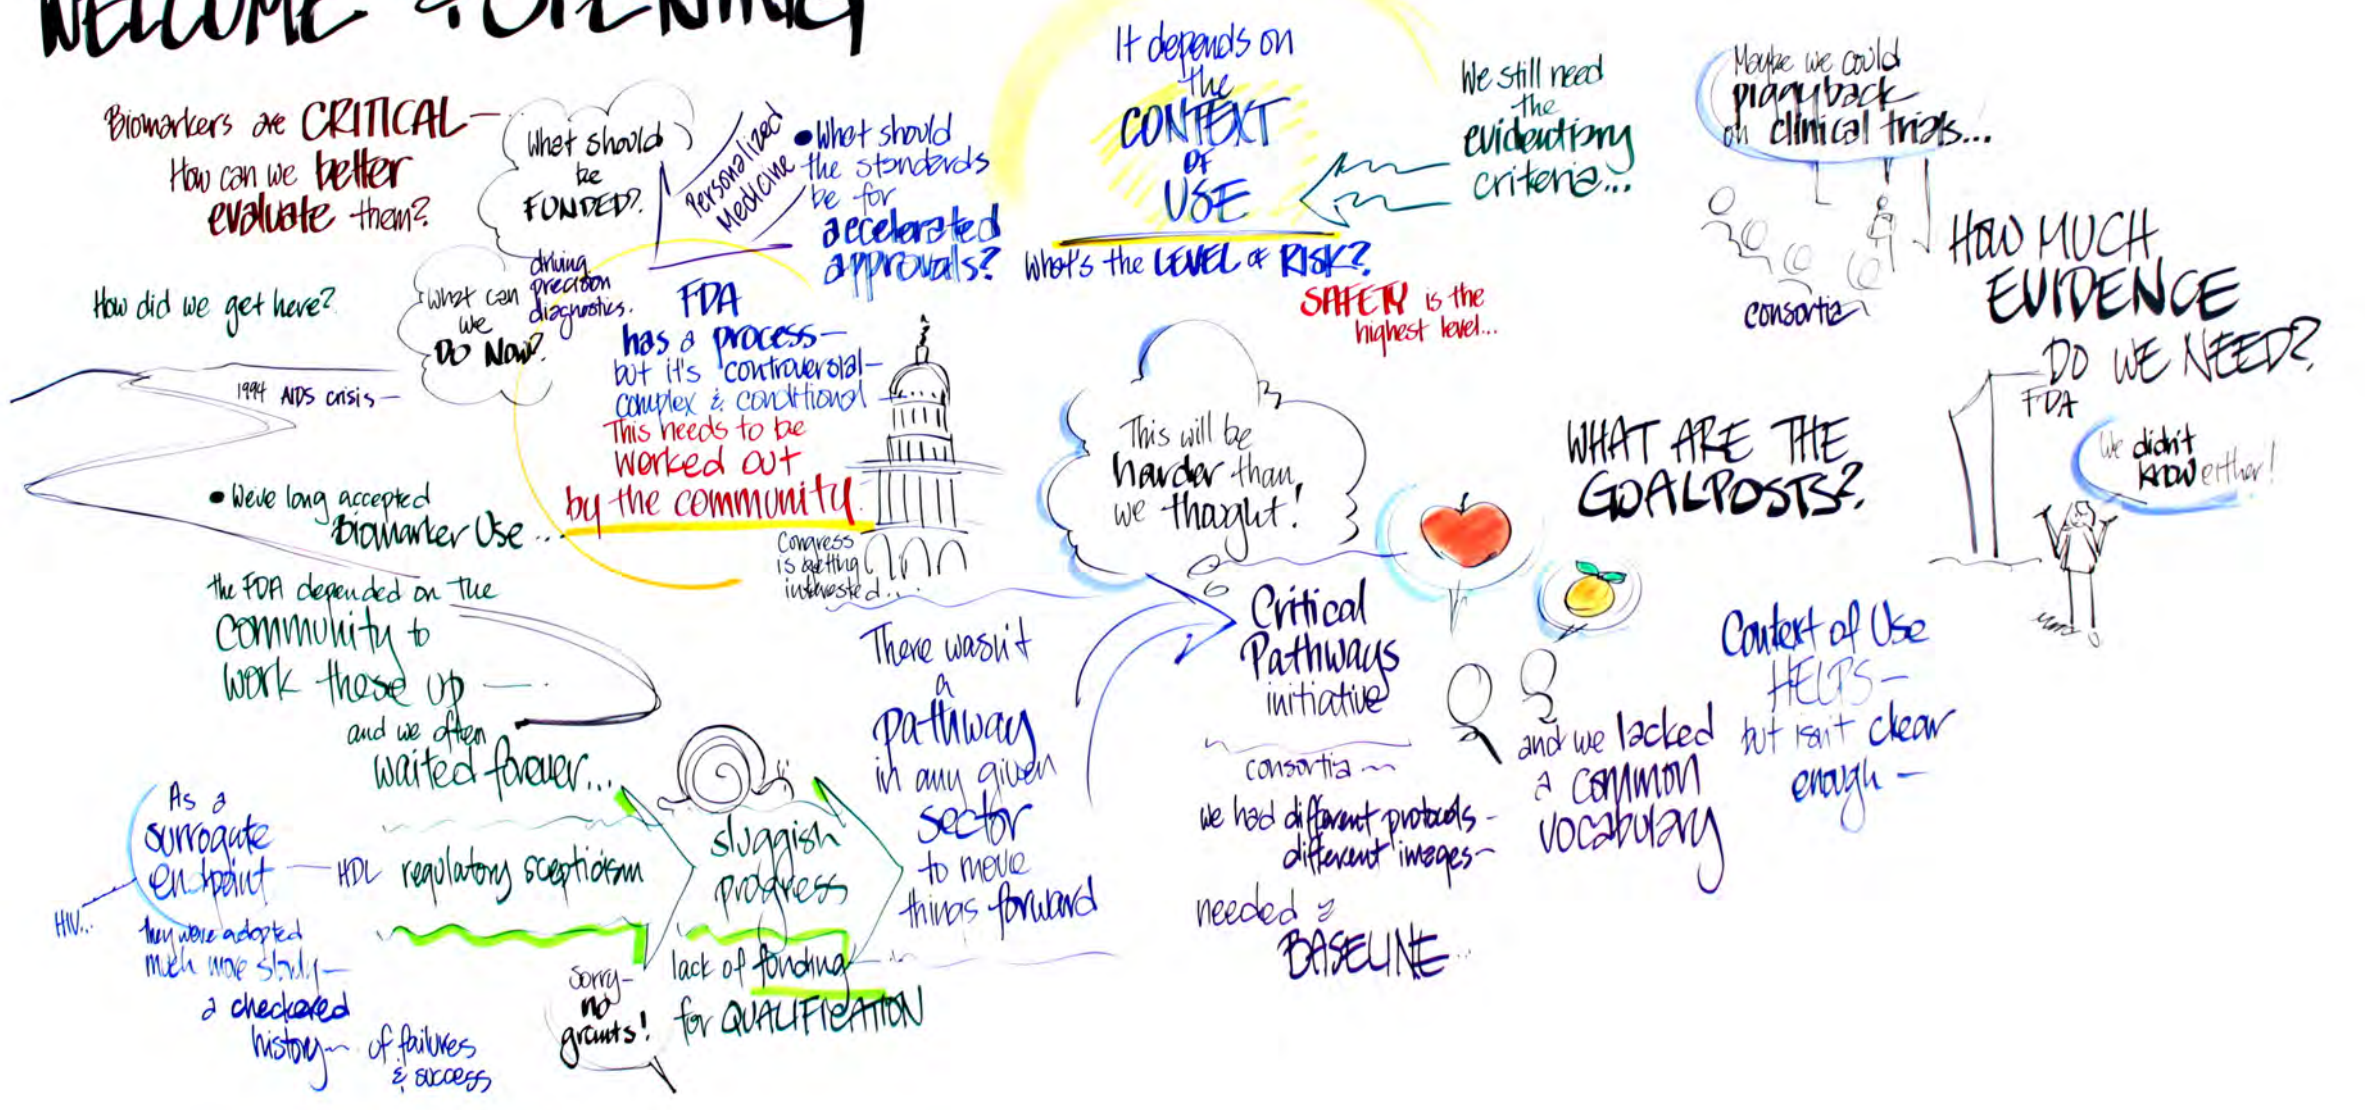 WELCOME & OPENING
Biomarkers are CRITICAL —
How can we better
evaluate them?
What should
be
FUNDED?
Personalized
Medicine
• What should
the standards
be for
accelerated
approvals?
It depends on
the
CONTEXT
OF
USE
What's the LEVEL of RISK?
SAFETY is the
highest level...
We still need
the
evidentiary
criteria...
Maybe we could
piggyback
on clinical trials...
consortia
HOW MUCH
EVIDENCE
DO WE NEED?
FDA
We didn't
know either!
How did we get here?
What can
we
DO NOW?
driving
precision
diagnostics.
1994 AIDS crisis —
FDA
has a process —
but it's controversial —
complex & conditional
This needs to be
worked out
by the community.
Congress
is getting
interested...
• We've long accepted
Biomarker Use...
the FDA depended on the
community to
work these up —
and we often
waited forever...
This will be
harder than
we thought!
WHAT ARE THE
GOALPOSTS?
As a
surrogate
endpoint
— HDL
HIV...
they were adopted
much more slowly —
a checkered
history — of failures
& success
regulatory scepticism
sluggish
progress
sorry —
no
grants!
lack of funding
for QUALIFICATION
There wasn't
a
pathway
in any given
sector
to move
things forward
Critical
Pathways
initiative
consortia —
we had different protocols —
different images —
needed a
BASELINE...
and we lacked
a common
vocabulary
Context of Use
HELPS —
but isn't clear
enough —